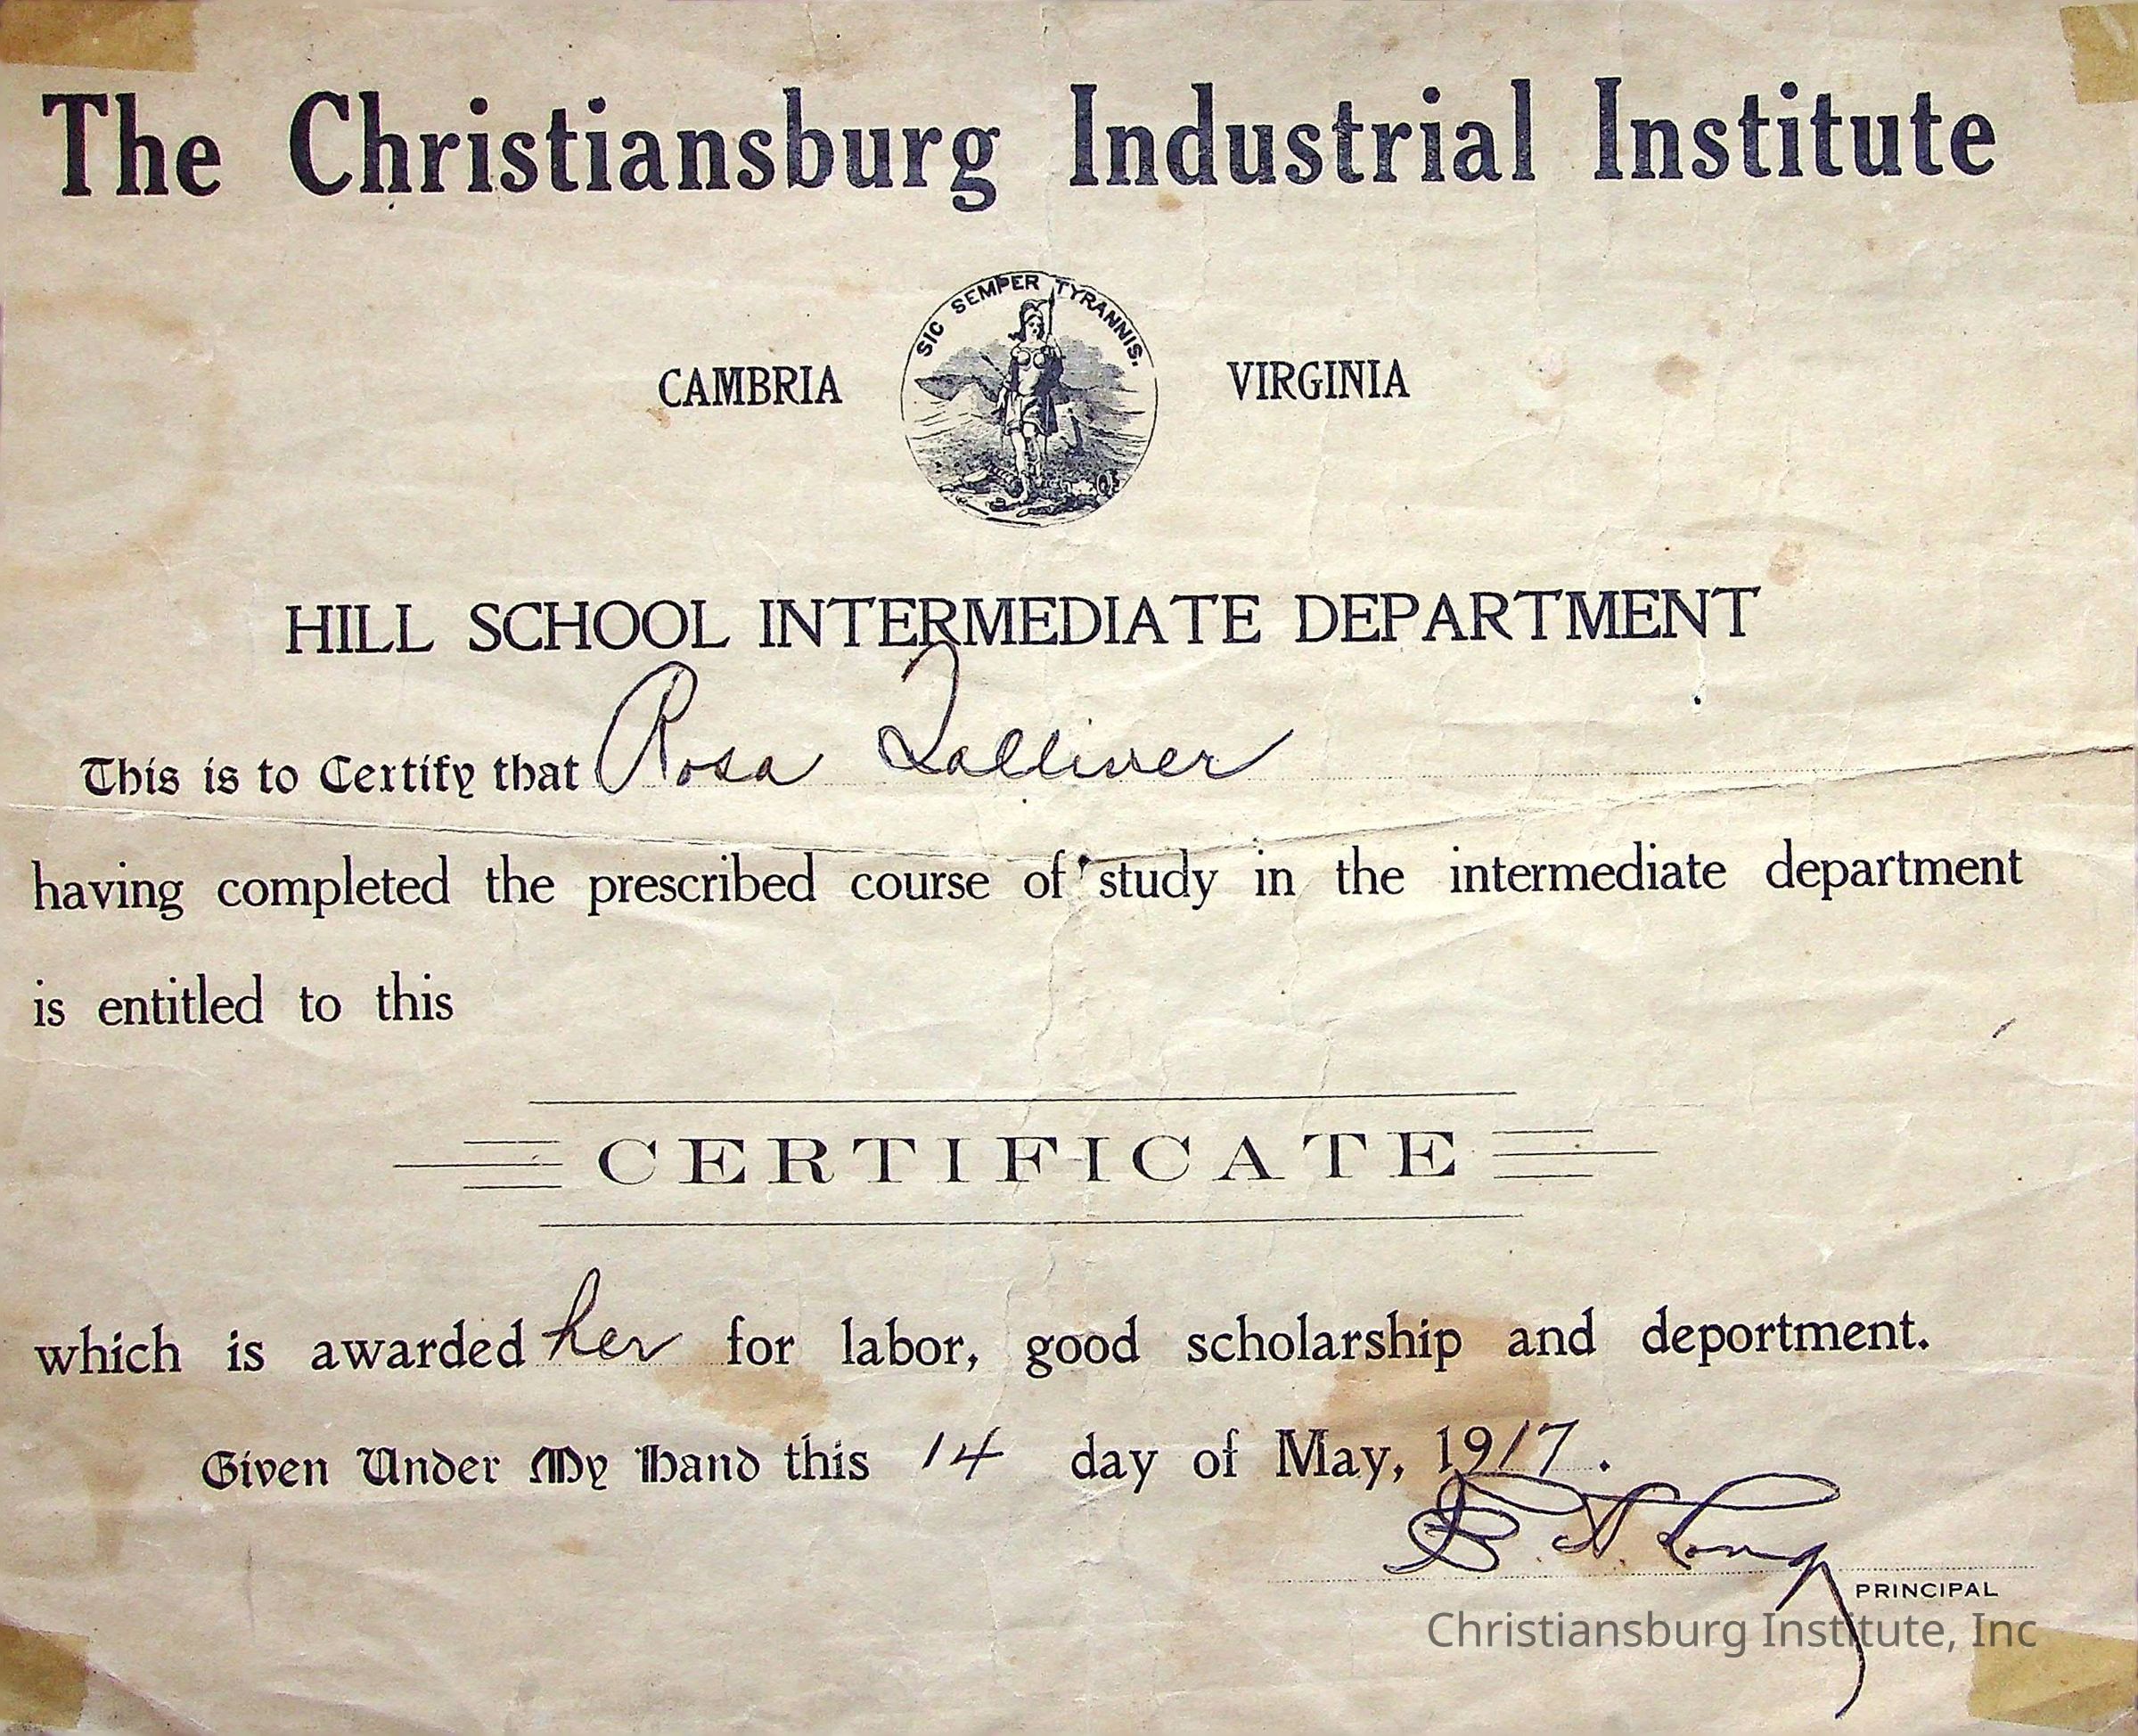 The Christiansburg Industrial Institute
SIC SEMPER TYRANNIS.
CAMBRIA VIRGINIA
HILL SCHOOL INTERMEDIATE DEPARTMENT
This is to Certify that Rosa
having completed the prescribed course of study in the intermediate department
is entitled to this
CERTIFICATE
which is awarded her for labor, good scholarship and deportment.
Given Under My Hand this 14 day of May, 1917.
Long
PRINCIPAL
Christiansburg Institute, Inc